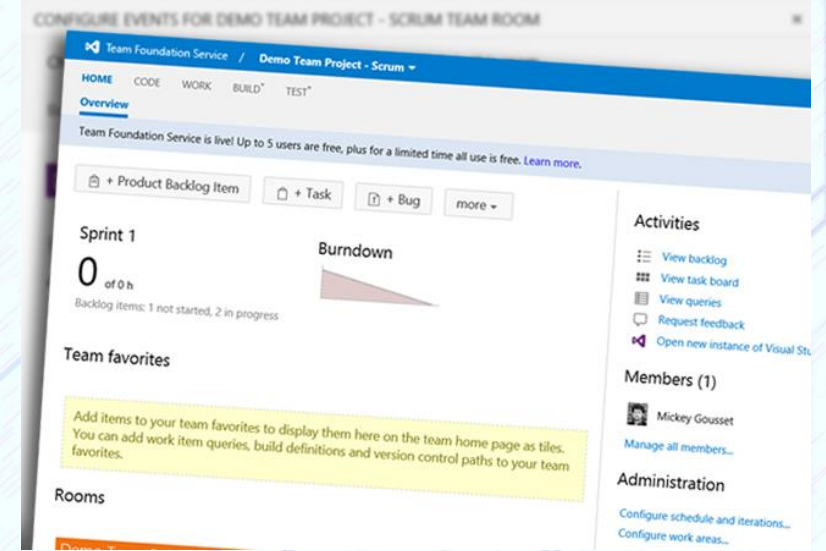 CONFIGURE EVENTS FOR DEMO TEAM PROJECT - SCRUM TEAM ROOM
Team Foundation Service / Demo Team Project - Scrum
HOME CODE WORK BUILD* TEST*
Overview
Team Foundation Service is live! Up to 5 users are free, plus for a limited time all use is free. Learn more.
+ Product Backlog Item + Task + Bug more
Sprint 1
0 of 0 h
Backlog items: 1 not started, 2 in progress
Burndown
Team favorites
Add items to your team favorites to display them here on the team home page as tiles.
You can add work item queries, build definitions and version control paths to your team
favorites.
Rooms
Activities
View backlog
View task board
View queries
Request feedback
Open new instance of Visual Stu
Members (1)
Mickey Gousset
Manage all members...
Administration
Configure schedule and iterations...
Configure work areas...